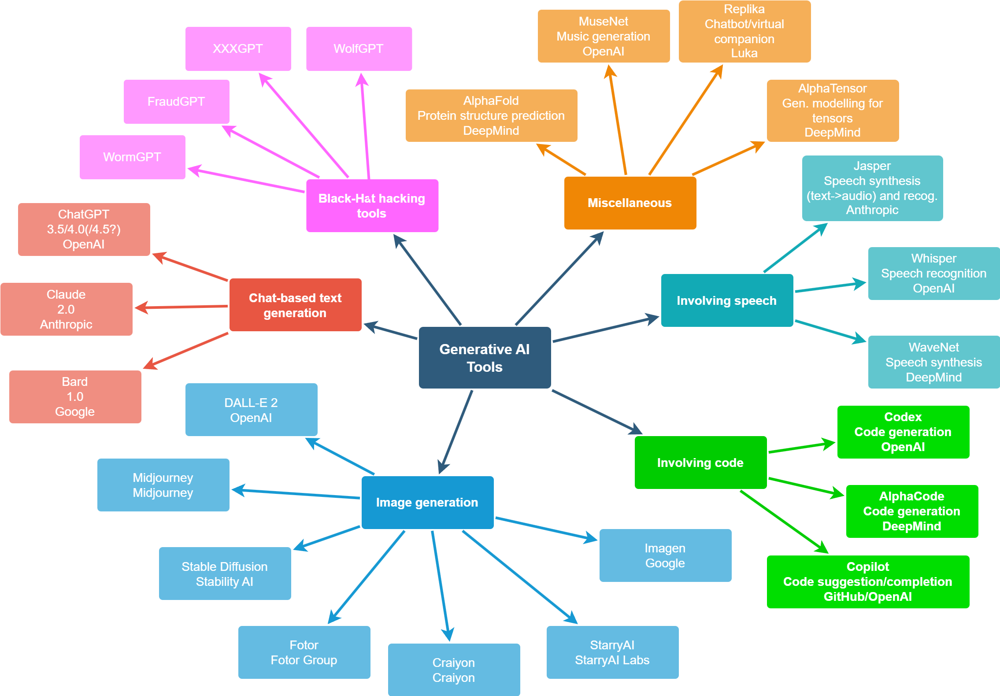 XXXGPT
WolfGPT
FraudGPT
WormGPT
Black-Hat hacking
tools
MuseNet
Music generation
OpenAI
Replika
Chatbot/virtual
companion
Luka
AlphaFold
Protein structure prediction
DeepMind
AlphaTensor
Gen. modelling for
tensors
DeepMind
Miscellaneous
Jasper
Speech synthesis
(text->audio) and recog.
Anthropic
Whisper
Speech recognition
OpenAI
WaveNet
Speech synthesis
DeepMind
Involving speech
ChatGPT
3.5/4.0(/4.5?)
OpenAI
Claude
2.0
Anthropic
Bard
1.0
Google
Chat-based text
generation
Generative AI
Tools
DALL-E 2
OpenAI
Midjourney
Midjourney
Stable Diffusion
Stability AI
Image generation
Fotor
Fotor Group
Craiyon
Craiyon
StarryAI
StarryAI Labs
Imagen
Google
Involving code
Codex
Code generation
OpenAI
AlphaCode
Code generation
DeepMind
Copilot
Code suggestion/completion
GitHub/OpenAI